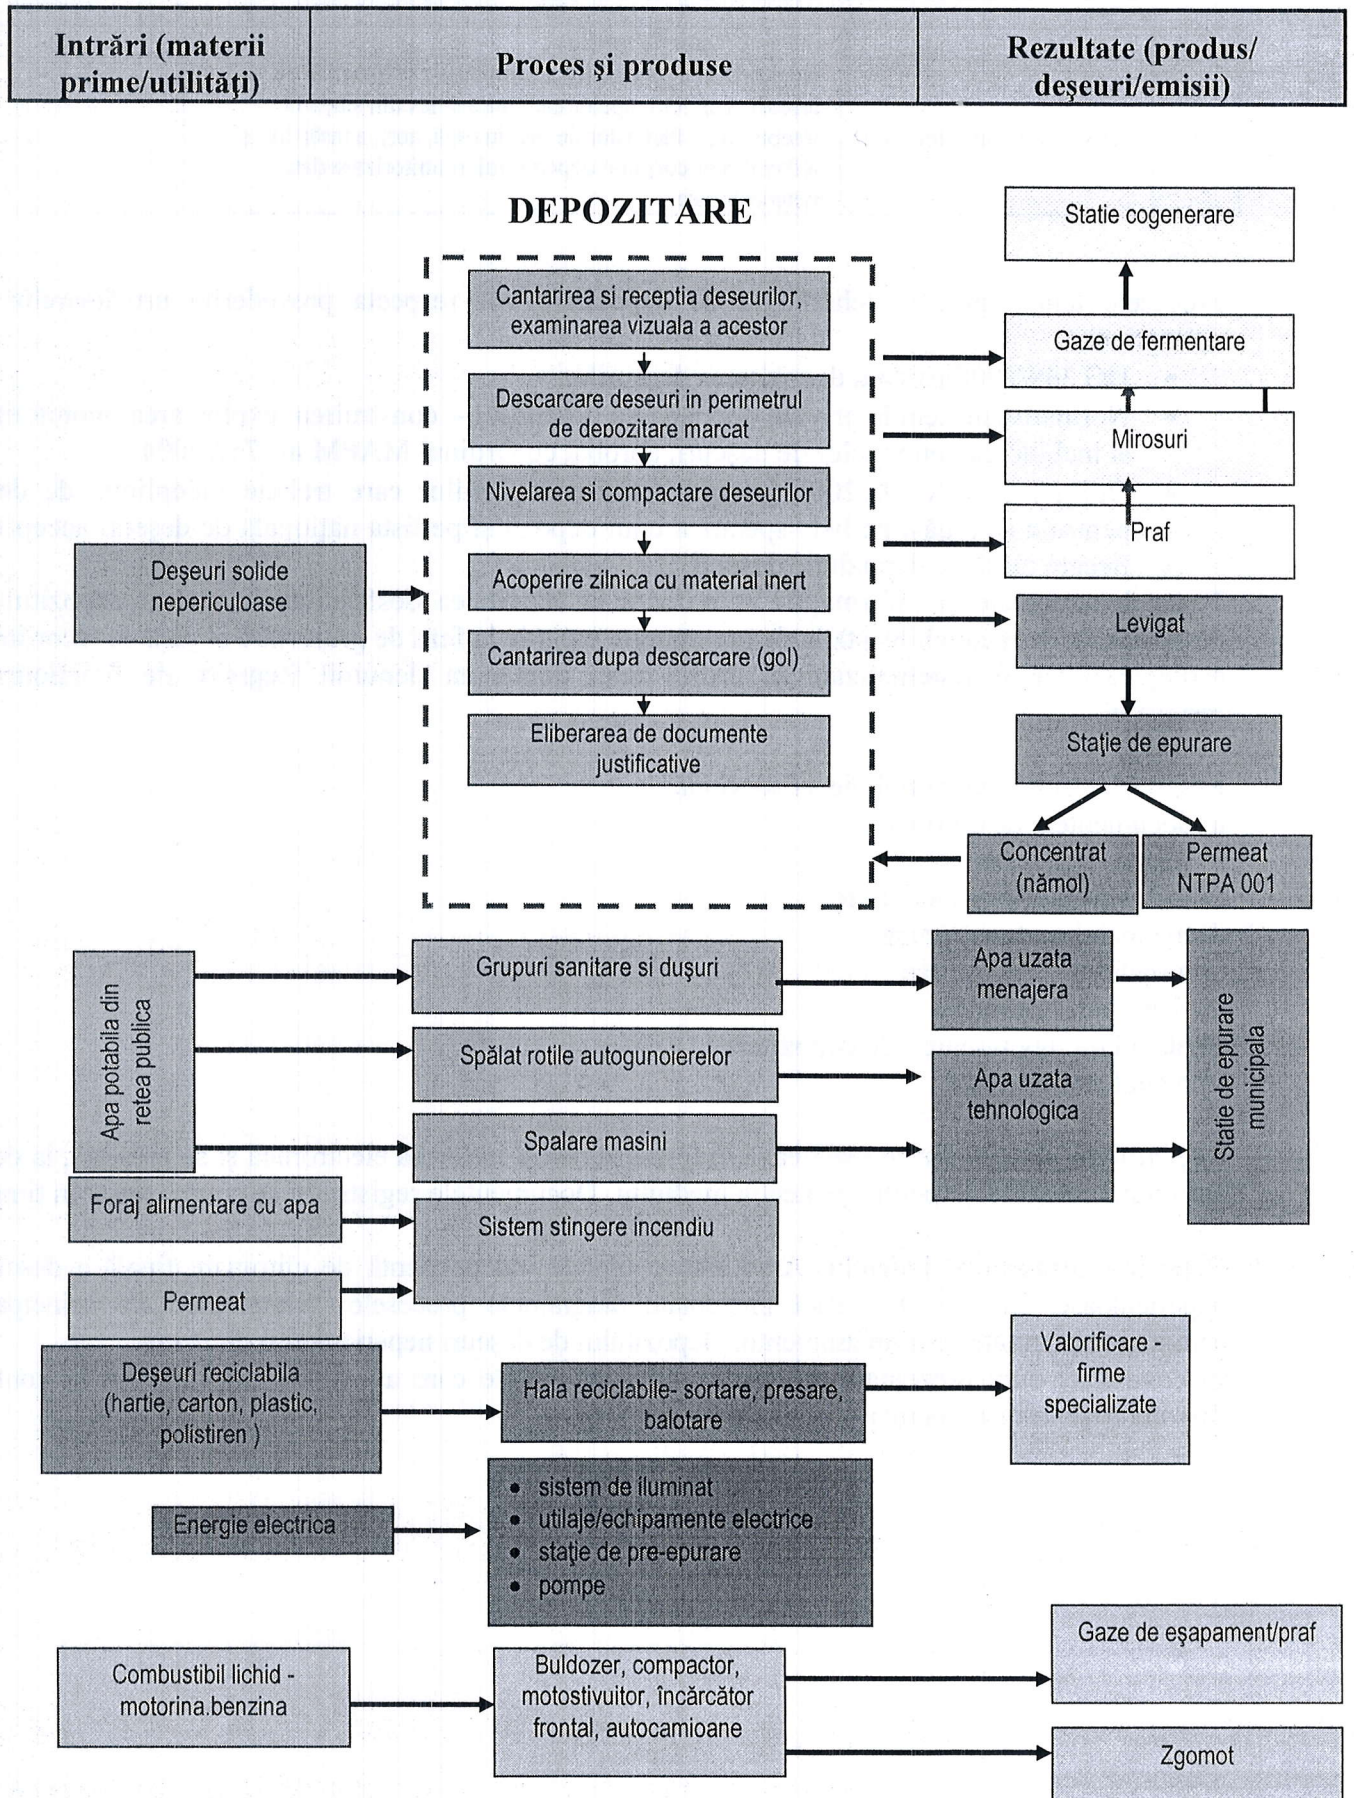 Intrări (materii
prime/utilităţi)
Proces şi produse
Rezultate (produs/
deşeuri/emisii)
DEPOZITARE
Statie cogenerare
Cantarirea si receptia deseurilor,
examinarea vizuala a acestor
Gaze de fermentare
Descarcare deseuri in perimetrul
de depozitare marcat
Mirosuri
Nivelarea si compactare deseurilor
Praf
Deşeuri solide
nepericuloase
Acoperire zilnica cu material inert
Levigat
Cantarirea dupa descarcare (gol)
Eliberarea de documente
justificative
Staţie de epurare
Concentrat
(nămol)
Permeat
NTPA 001
Apa potabila din
retea publica
Grupuri sanitare si duşuri
Apa uzata
menajera
Statie de epurare
municipala
Spălat rotile autogunoierelor
Apa uzata
tehnologica
Spalare masini
Foraj alimentare cu apa
Sistem stingere incendiu
Permeat
Deşeuri reciclabila
(hartie, carton, plastic,
polistiren )
Hala reciclabile- sortare, presare,
balotare
Valorificare -
firme
specializate
Energie electrica
• sistem de iluminat
• utilaje/echipamente electrice
• staţie de pre-epurare
• pompe
Combustibil lichid -
motorina.benzina
Buldozer, compactor,
motostivuitor, încărcător
frontal, autocamioane
Gaze de eşapament/praf
Zgomot